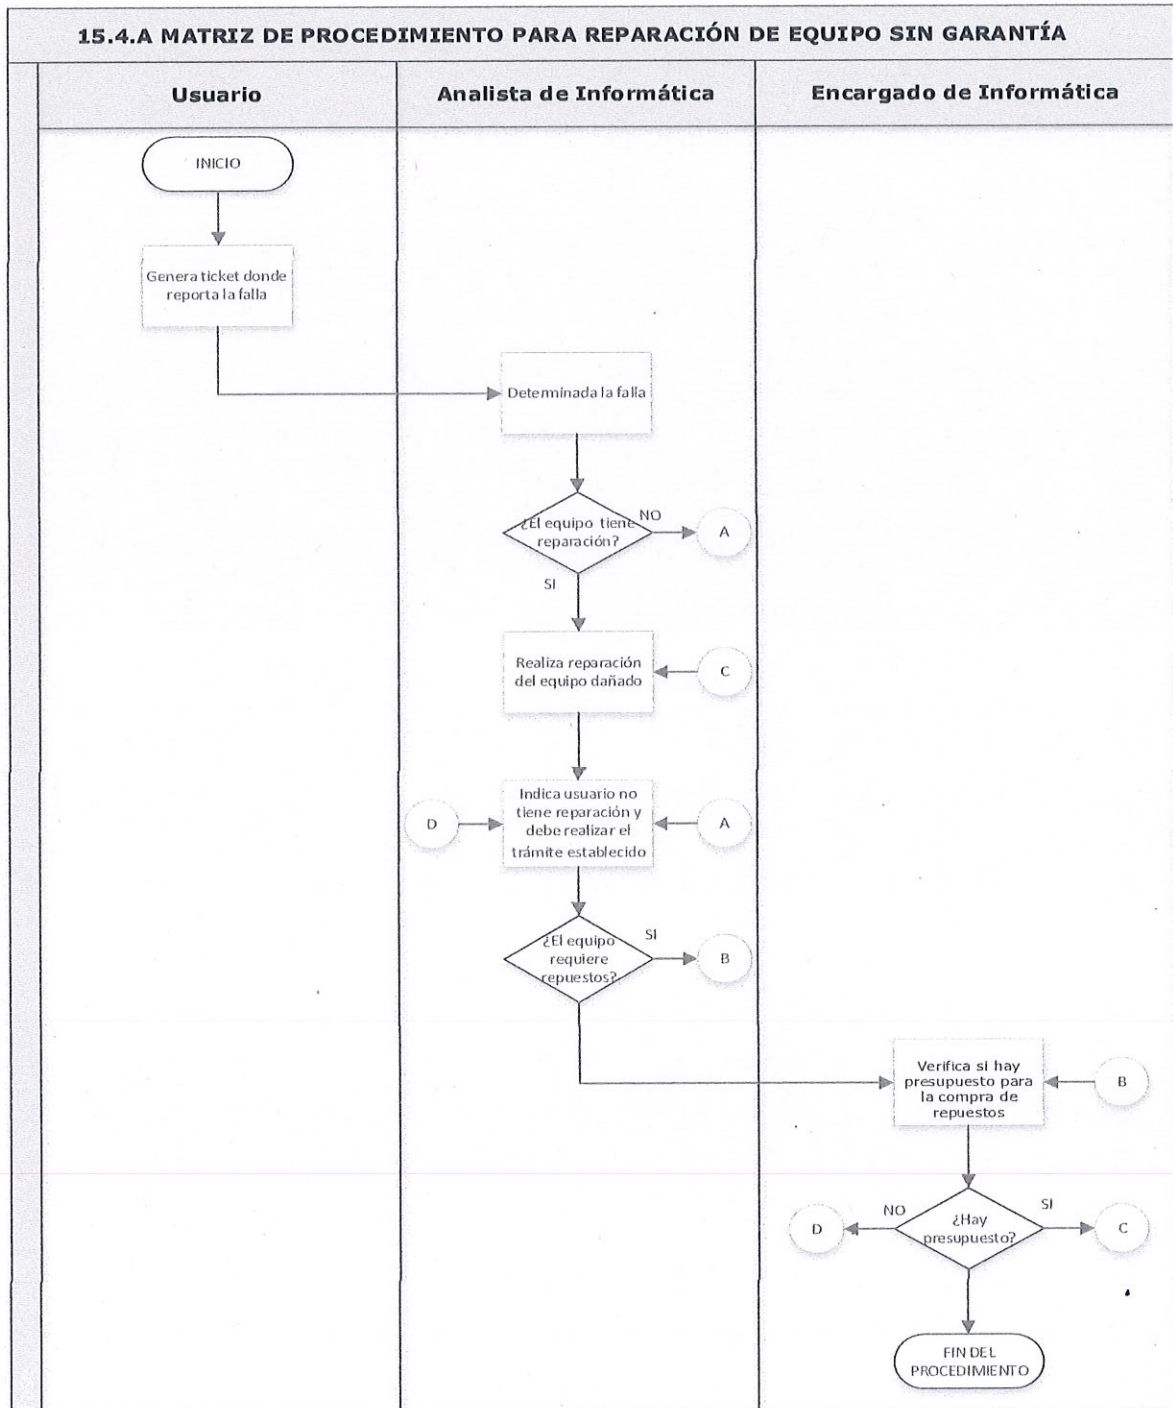 15.4.A MATRIZ DE PROCEDIMIENTO PARA REPARACIÓN DE EQUIPO SIN GARANTÍA
Usuario
Analista de Informática
Encargado de Informática
INICIO
Genera ticket donde
reporta la falla
Determinada la falla
¿El equipo tiene
reparación?
NO
A
SI
Realiza reparación
del equipo dañado
C
Indica usuario no
tiene reparación y
debe realizar el
trámite establecido
D
A
¿El equipo
requiere
repuestos?
SI
B
Verifica si hay
presupuesto para
la compra de
repuestos
B
¿Hay
presupuesto?
NO
D
SI
C
FIN DEL
PROCEDIMIENTO